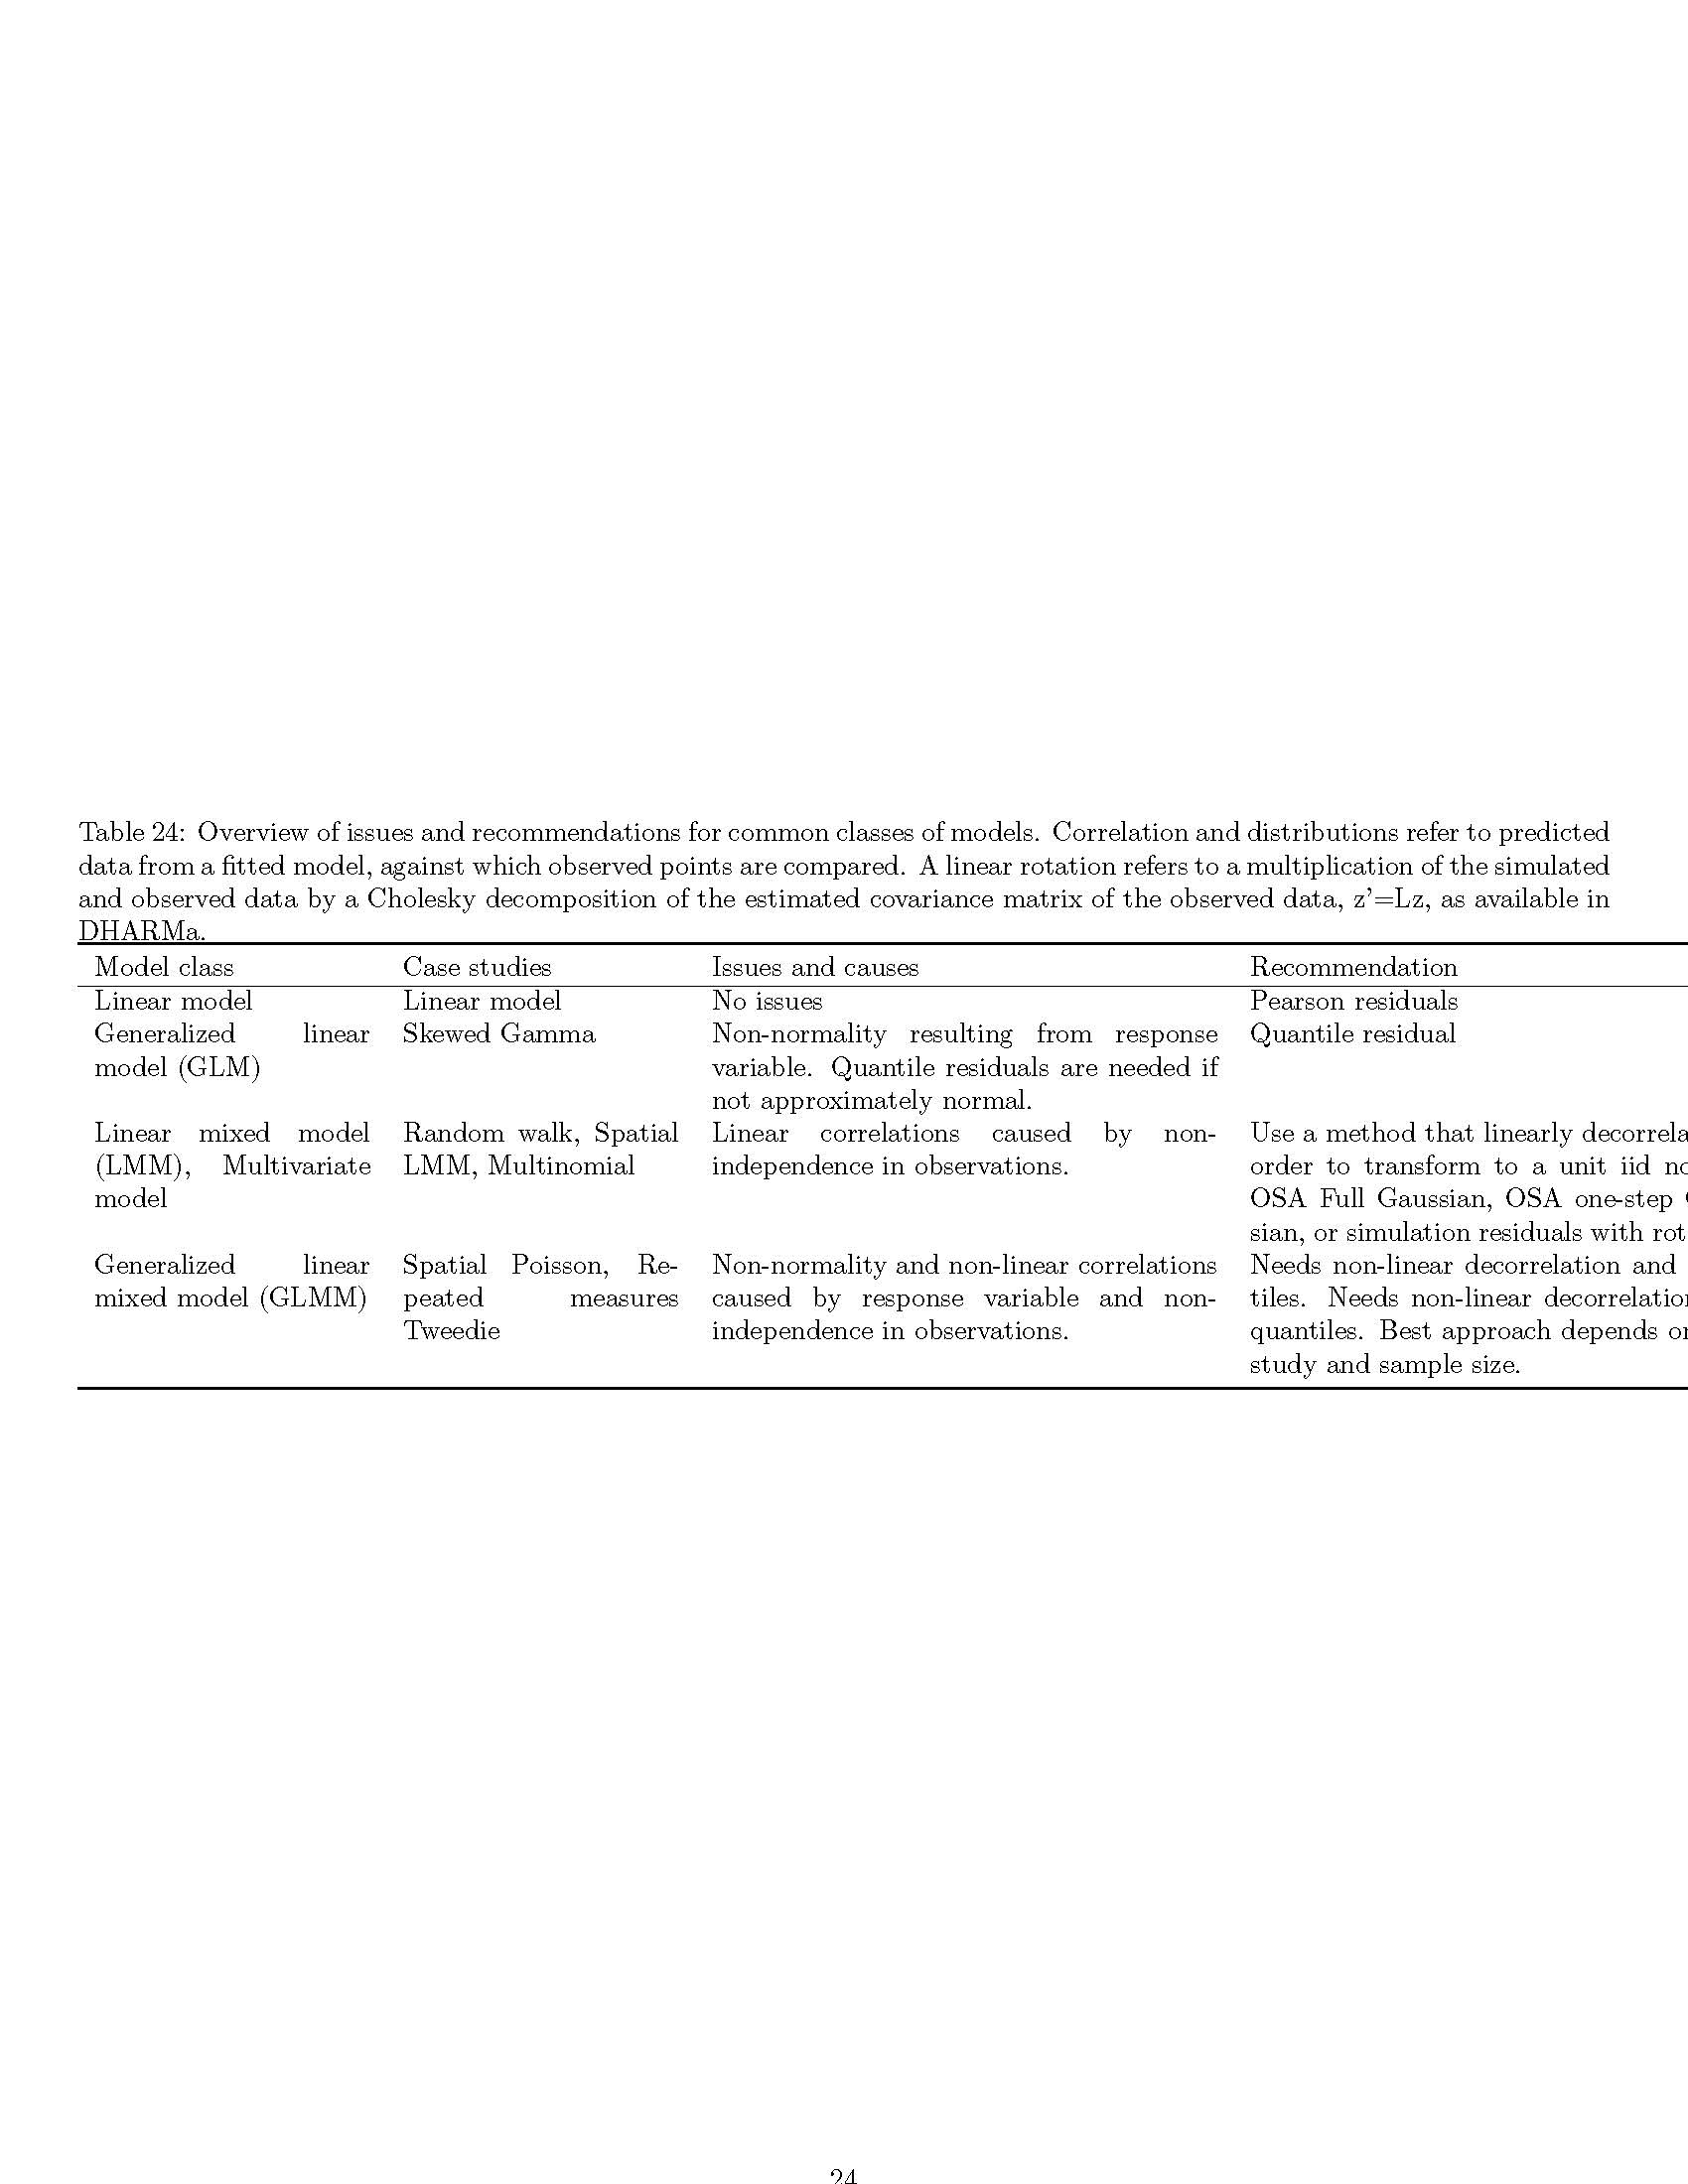 Table 24: Overview of issues and recommendations for common classes of models. Correlation and distributions refer to predicted
data from a fitted model, against which observed points are compared. A linear rotation refers to a multiplication of the simulated
and observed data by a Cholesky decomposition of the estimated covariance matrix of the observed data, z'=Lz, as available in
DHARMa.
Model class Case studies Issues and causes Recommendation
Linear model Linear model No issues Pearson residuals
Generalized linear Skewed Gamma Non-normality resulting from response Quantile residual
model (GLM) variable. Quantile residuals are needed if
not approximately normal.
Linear mixed model Random walk, Spatial Linear correlations caused by non- Use a method that linearly decorrela
(LMM), Multivariate LMM, Multinomial independence in observations. order to transform to a unit iid no
model OSA Full Gaussian, OSA one-step
sian, or simulation residuals with rot
Generalized linear Spatial Poisson, Re- Non-normality and non-linear correlations Needs non-linear decorrelation and
mixed model (GLMM) peated measures caused by response variable and non- tiles. Needs non-linear decorrelation
Tweedie independence in observations. quantiles. Best approach depends on
study and sample size.
24